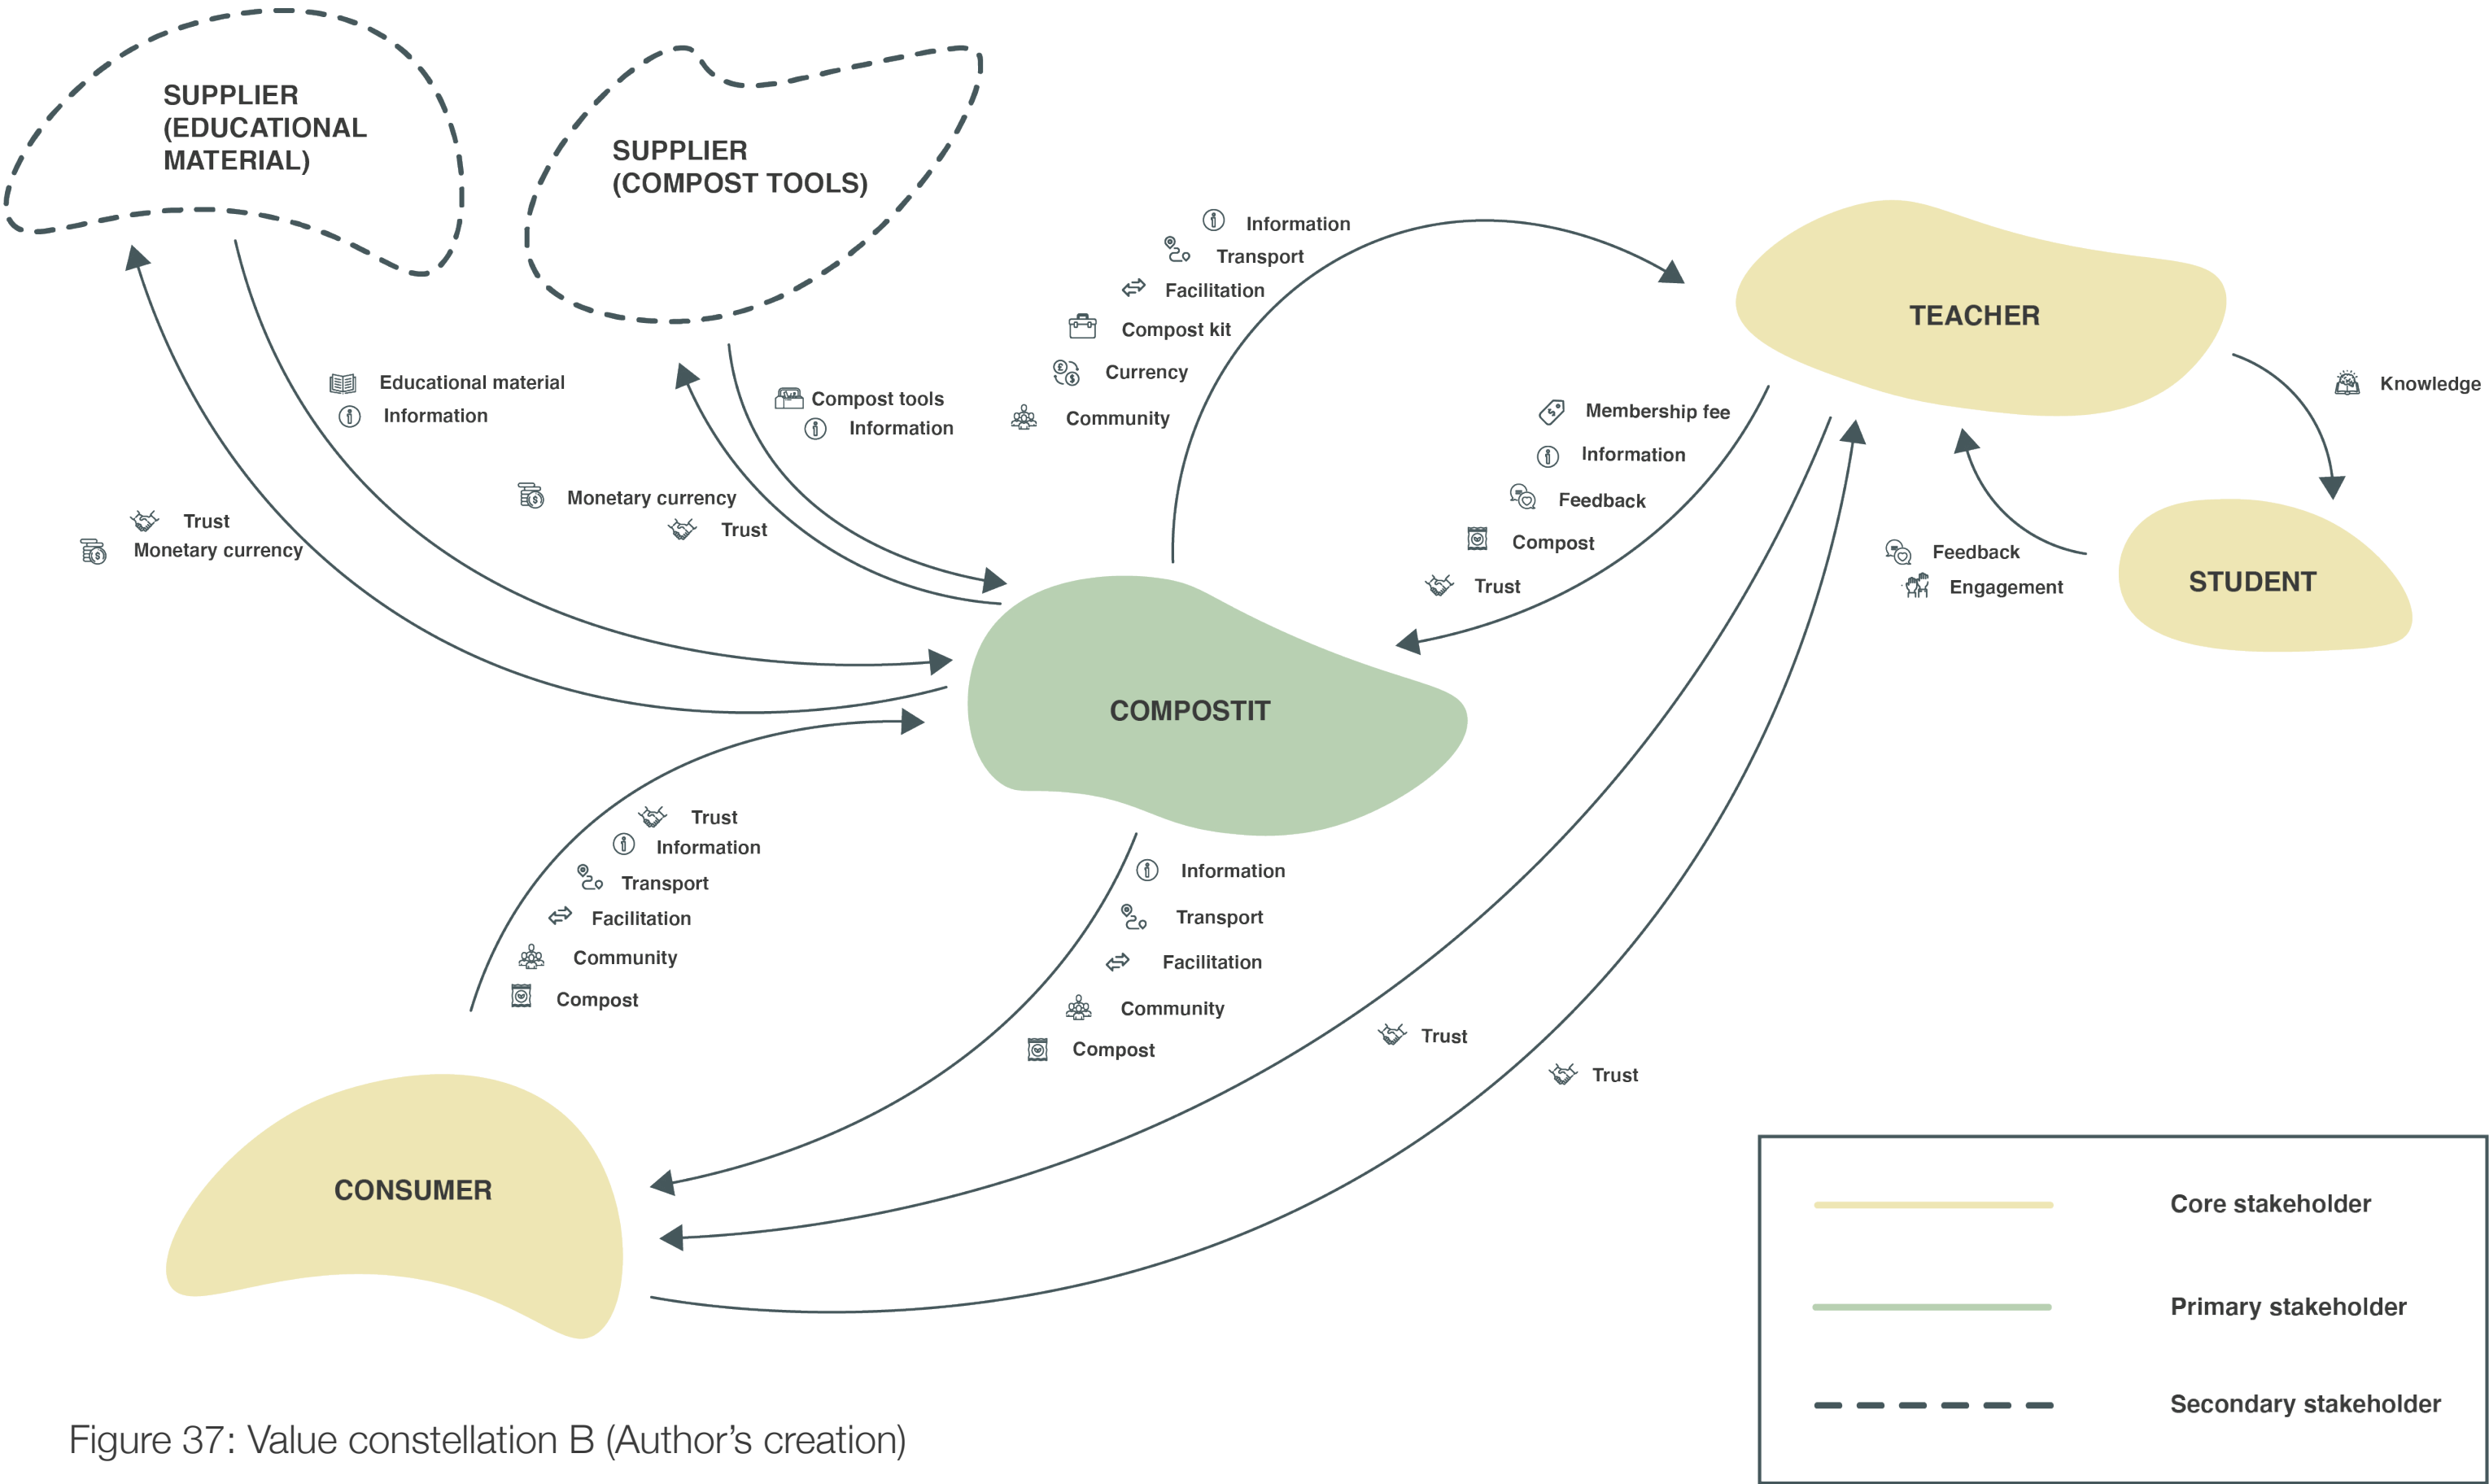 SUPPLIER
(EDUCATIONAL
MATERIAL)
SUPPLIER
(COMPOST TOOLS)
Information
Transport
Facilitation
Compost kit
Currency
Community
TEACHER
Knowledge
Educational material
Information
Compost tools
Information
Membership fee
Information
Feedback
Compost
Trust
Monetary currency
Trust
Trust
Monetary currency
Feedback
Engagement
STUDENT
COMPOSTIT
Trust
Information
Transport
Facilitation
Community
Compost
Information
Transport
Facilitation
Community
Compost
Trust
Trust
CONSUMER
Core stakeholder
Primary stakeholder
Secondary stakeholder
Figure 37: Value constellation B (Author’s creation)